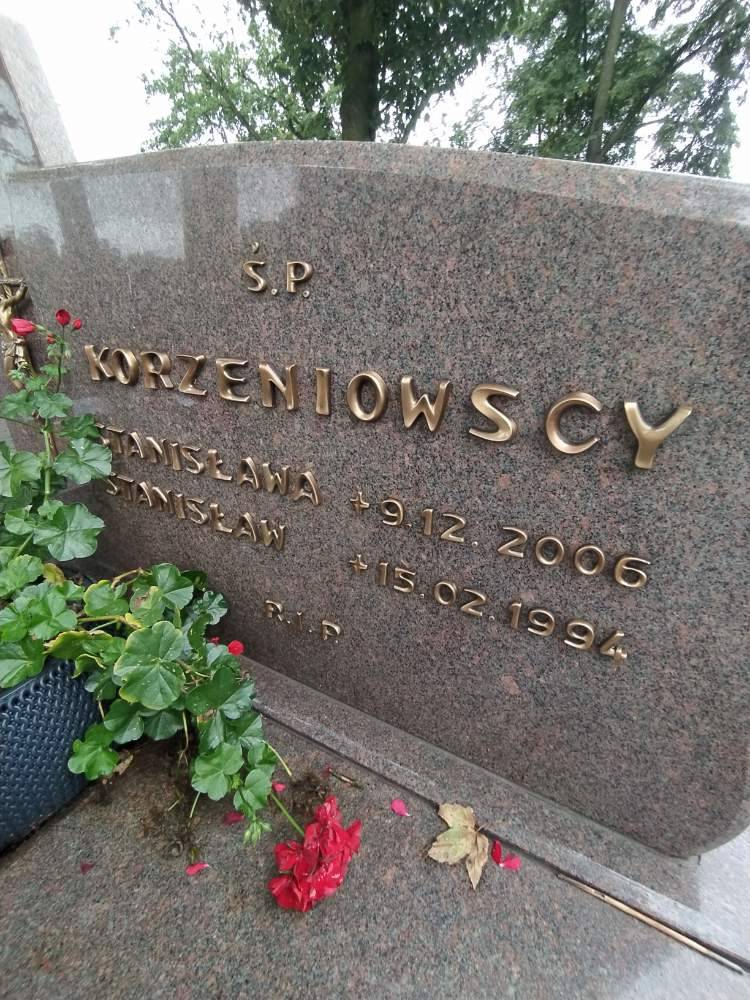 Ś.P.
KORZENIOWSCY
STANISŁAWA +9.12.2006
STANISŁAW +15.02.1994
R.I.P.